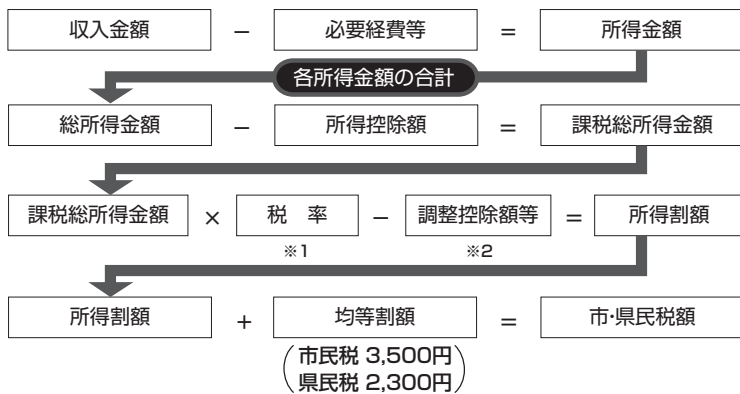 収入金額 − 必要経費等 = 所得金額
各所得金額の合計
総所得金額 − 所得控除額 = 課税総所得金額
課税総所得金額 × 税 率 − 調整控除額等 = 所得割額
※1 ※2
所得割額 + 均等割額 = 市・県民税額
市民税 3,500円
県民税 2,300円